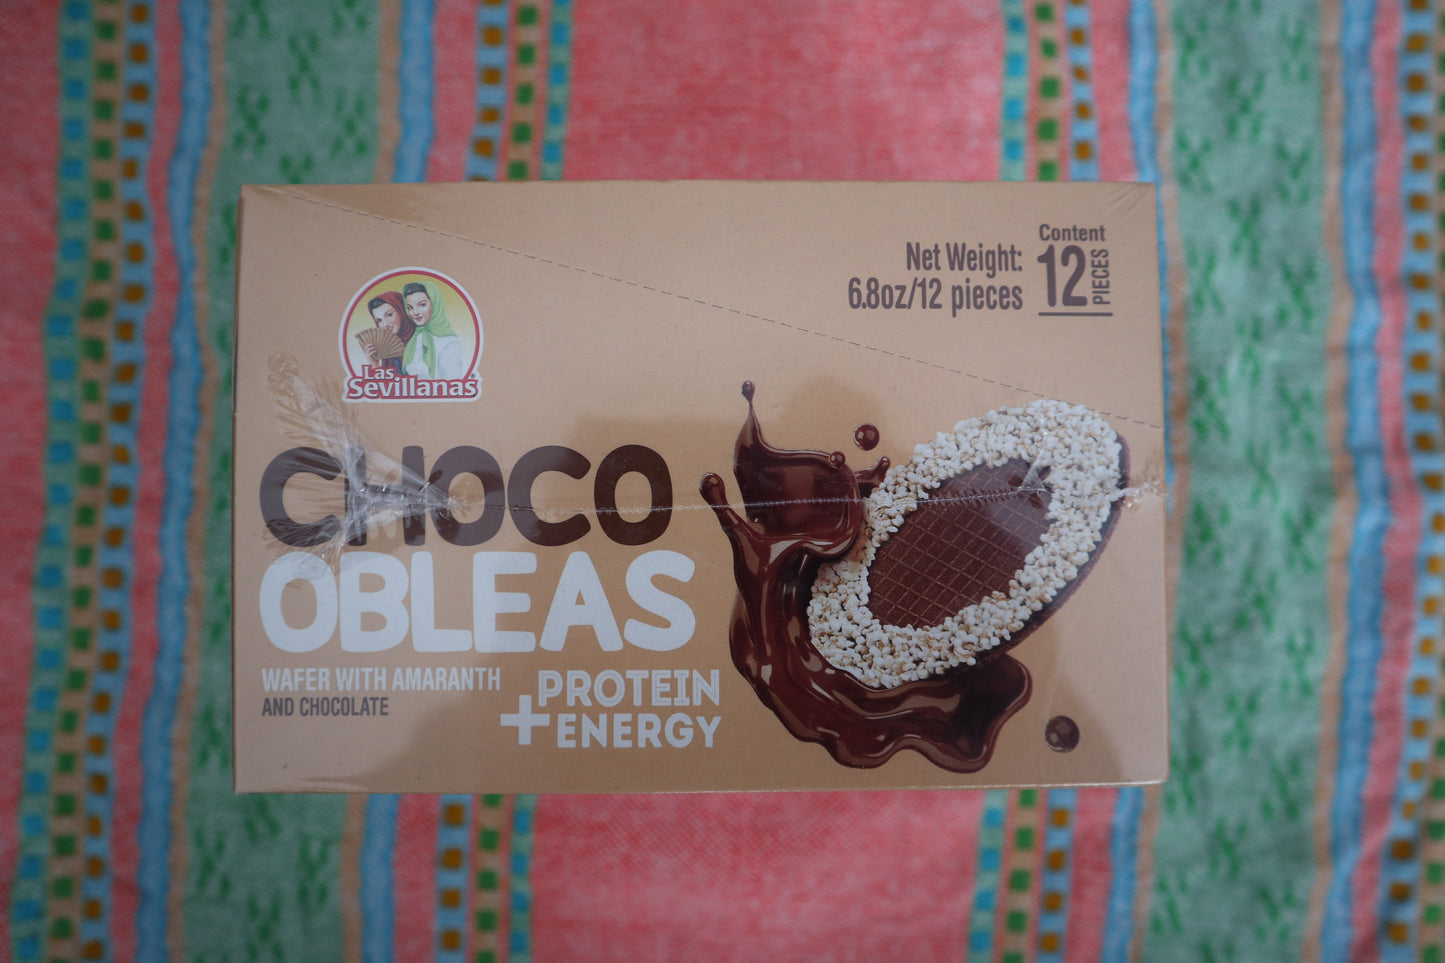 Net Weight:
6.8oz/12 pieces
Content
12
PIECES
Las
Sevillanas®
CHOCO
OBLEAS
WAFER WITH AMARANTH
AND CHOCOLATE
+PROTEIN
ENERGY